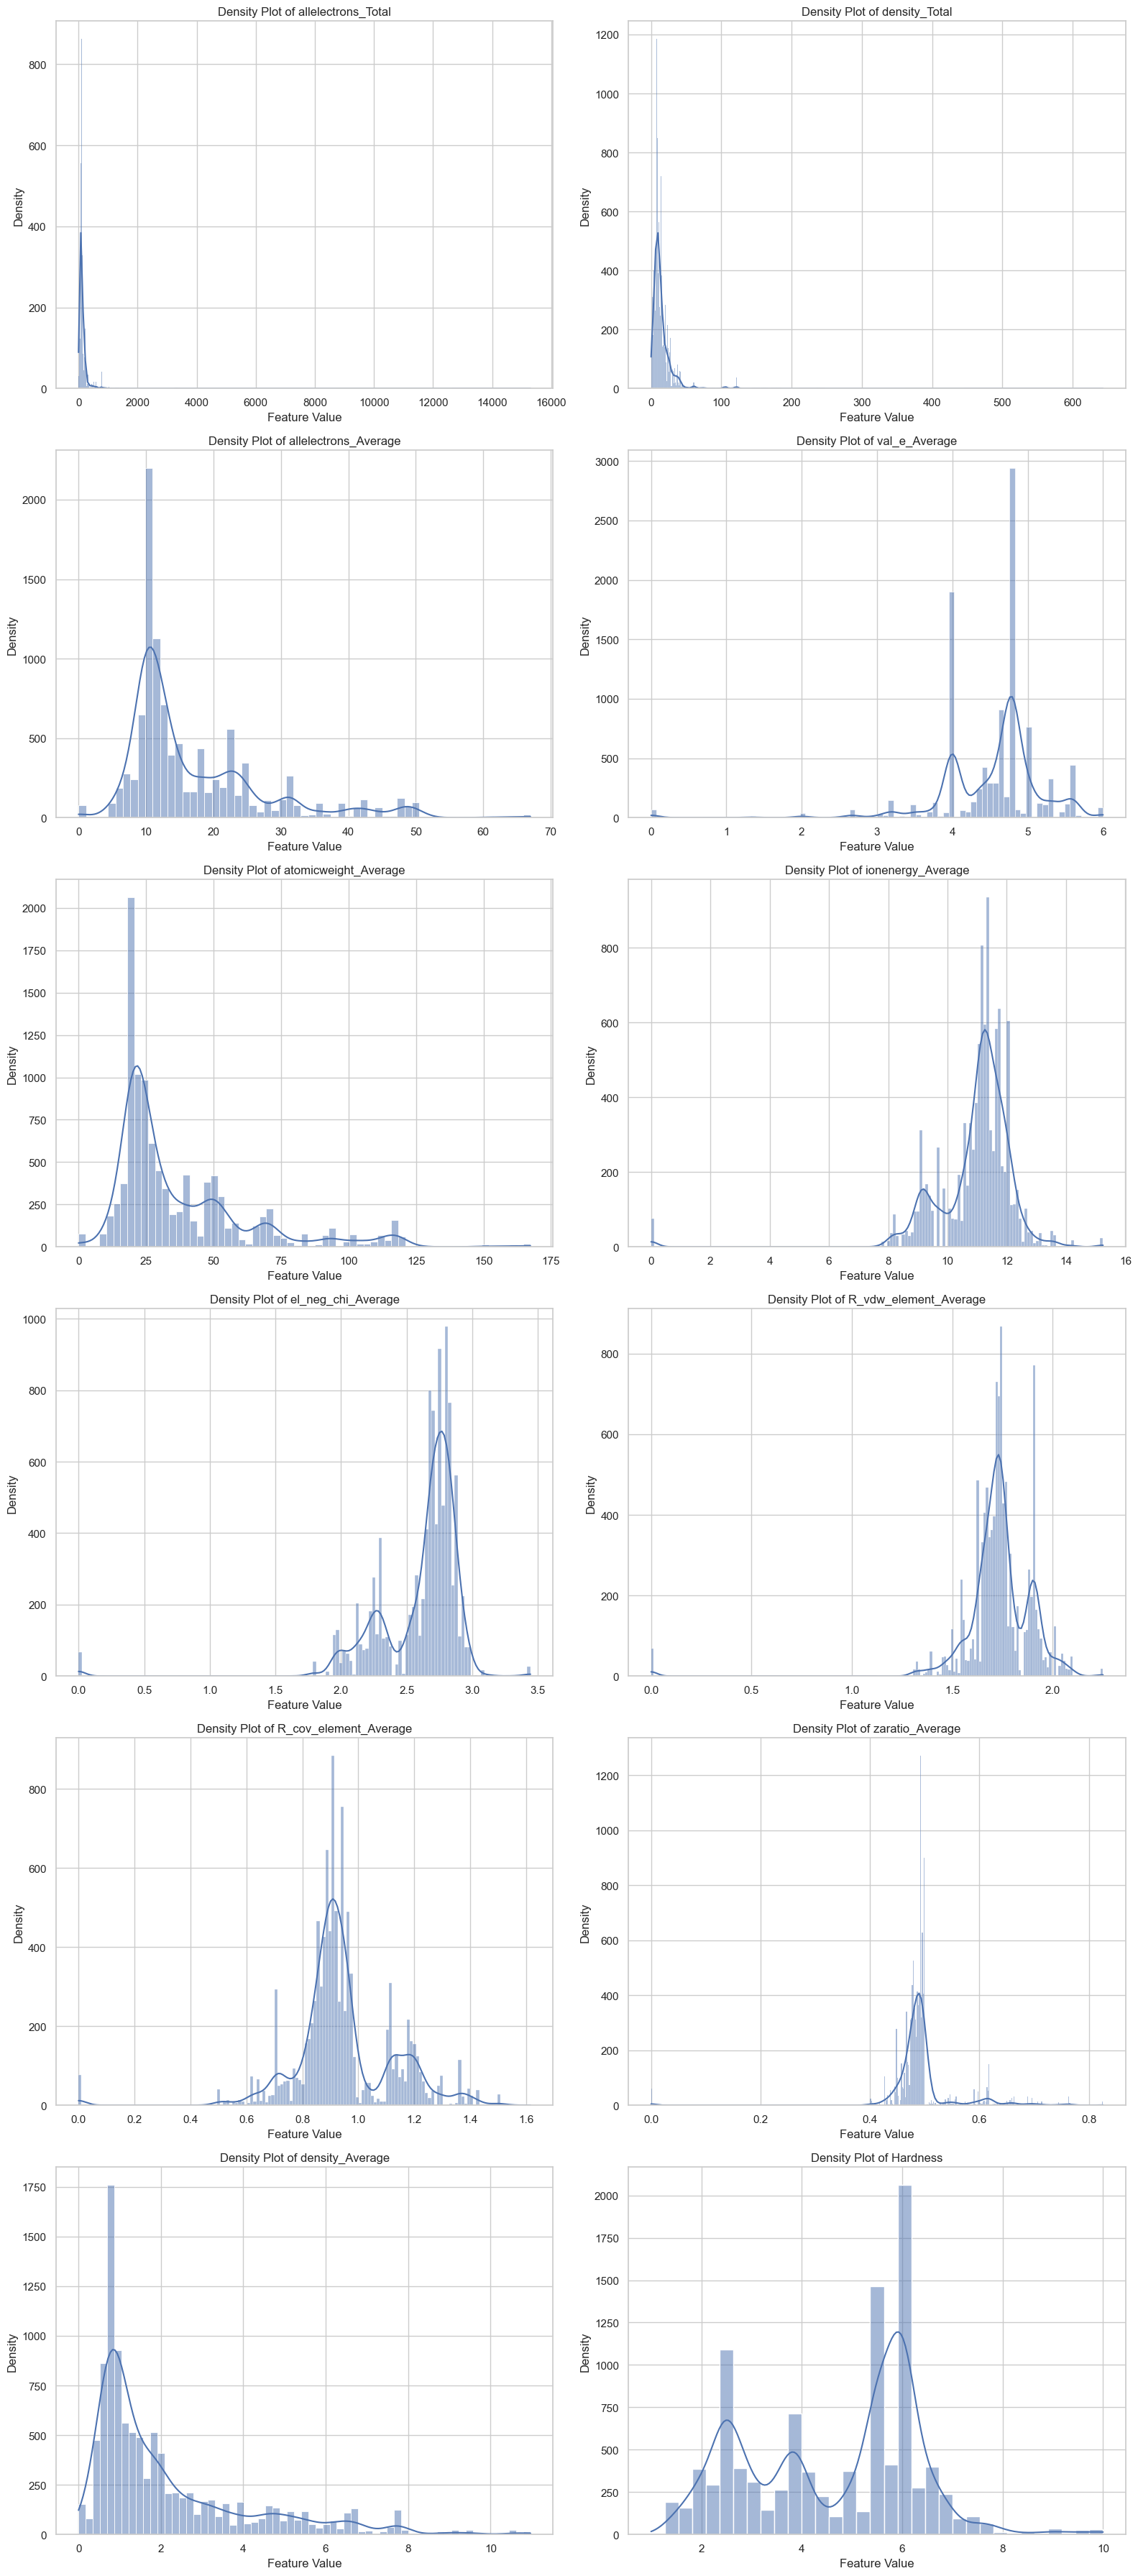 Density Plot of allelectrons_Total
Density
800
600
400
200
0
0 2000 4000 6000 8000 10000 12000 14000 16000
Feature Value
Density Plot of density_Total
Density
1200
1000
800
600
400
200
0
0 100 200 300 400 500 600
Feature Value
Density Plot of allelectrons_Average
Density
2000
1500
1000
500
0
0 10 20 30 40 50 60 70
Feature Value
Density Plot of val_e_Average
Density
3000
2500
2000
1500
1000
500
0
0 1 2 3 4 5 6
Feature Value
Density Plot of atomicweight_Average
Density
2000
1750
1500
1250
1000
750
500
250
0
0 25 50 75 100 125 150 175
Feature Value
Density Plot of ionenergy_Average
Density
800
600
400
200
0
0 2 4 6 8 10 12 14 16
Feature Value
Density Plot of el_neg_chi_Average
Density
1000
800
600
400
200
0
0.0 0.5 1.0 1.5 2.0 2.5 3.0 3.5
Feature Value
Density Plot of R_vdw_element_Average
Density
800
600
400
200
0
0.0 0.5 1.0 1.5 2.0
Feature Value
Density Plot of R_cov_element_Average
Density
800
600
400
200
0
0.0 0.2 0.4 0.6 0.8 1.0 1.2 1.4 1.6
Feature Value
Density Plot of zaratio_Average
Density
1200
1000
800
600
400
200
0
0.0 0.2 0.4 0.6 0.8
Feature Value
Density Plot of density_Average
Density
1750
1500
1250
1000
750
500
250
0
0 2 4 6 8 10
Feature Value
Density Plot of Hardness
Density
2000
1750
1500
1250
1000
750
500
250
0
2 4 6 8 10
Feature Value